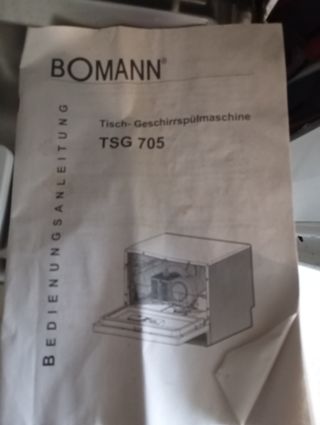 BOMANN®
Tisch- Geschirrspülmaschine
TSG 705
BEDIENUNGSANLEITUNG